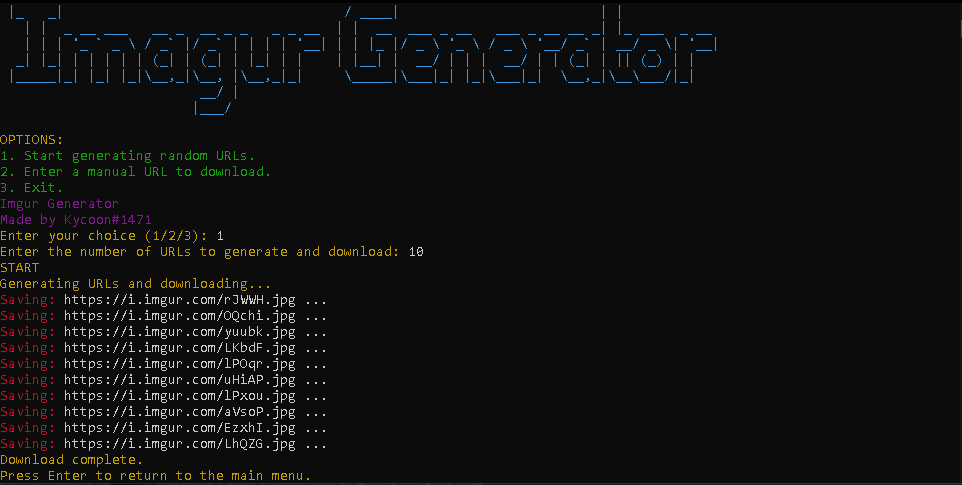 Imagur Generator
OPTIONS:
1. Start generating random URLs.
2. Enter a manual URL to download.
3. Exit.
Imgur Generator
Made by Kycoon#1471
Enter your choice (1/2/3): 1
Enter the number of URLs to generate and download: 10
START
Generating URLs and downloading...
Saving: https://i.imgur.com/rJWWH.jpg ...
Saving: https://i.imgur.com/OQchi.jpg ...
Saving: https://i.imgur.com/yuubk.jpg ...
Saving: https://i.imgur.com/LKbdF.jpg ...
Saving: https://i.imgur.com/lPOqr.jpg ...
Saving: https://i.imgur.com/uHiAP.jpg ...
Saving: https://i.imgur.com/lPxou.jpg ...
Saving: https://i.imgur.com/aVsoP.jpg ...
Saving: https://i.imgur.com/EzxhI.jpg ...
Saving: https://i.imgur.com/LhQZG.jpg ...
Download complete.
Press Enter to return to the main menu.